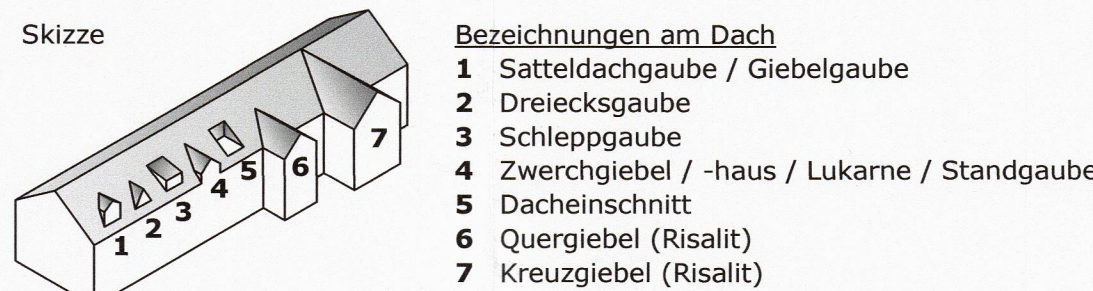 Skizze
Bezeichnungen am Dach
1 Satteldachgaube / Giebelgaube
2 Dreiecksgaube
3 Schleppgaube
4 Zwerchgiebel / -haus / Lukarne / Standgaube
5 Dacheinschnitt
6 Quergiebel (Risalit)
7 Kreuzgiebel (Risalit)
1
2
3
4
5
6
7